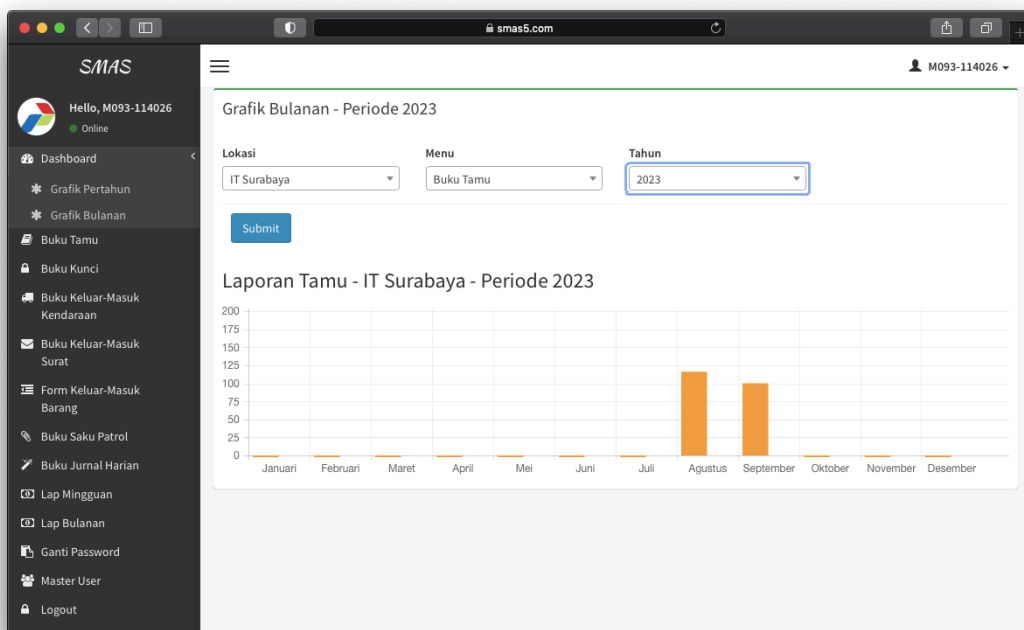 smas5.com
SMAS
M093-114026
Hello, M093-114026
Online
Dashboard
Grafik Pertahun
Grafik Bulanan
Buku Tamu
Buku Kunci
Buku Keluar-Masuk
Kendaraan
Buku Keluar-Masuk
Surat
Form Keluar-Masuk
Barang
Buku Saku Patrol
Buku Jurnal Harian
Lap Mingguan
Lap Bulanan
Ganti Password
Master User
Logout
Grafik Bulanan - Periode 2023
Lokasi Menu Tahun
IT Surabaya Buku Tamu 2023
Submit
Laporan Tamu - IT Surabaya - Periode 2023
200
175
150
125
100
75
50
25
0
Januari Februari Maret April Mei Juni Juli Agustus September Oktober November Desember